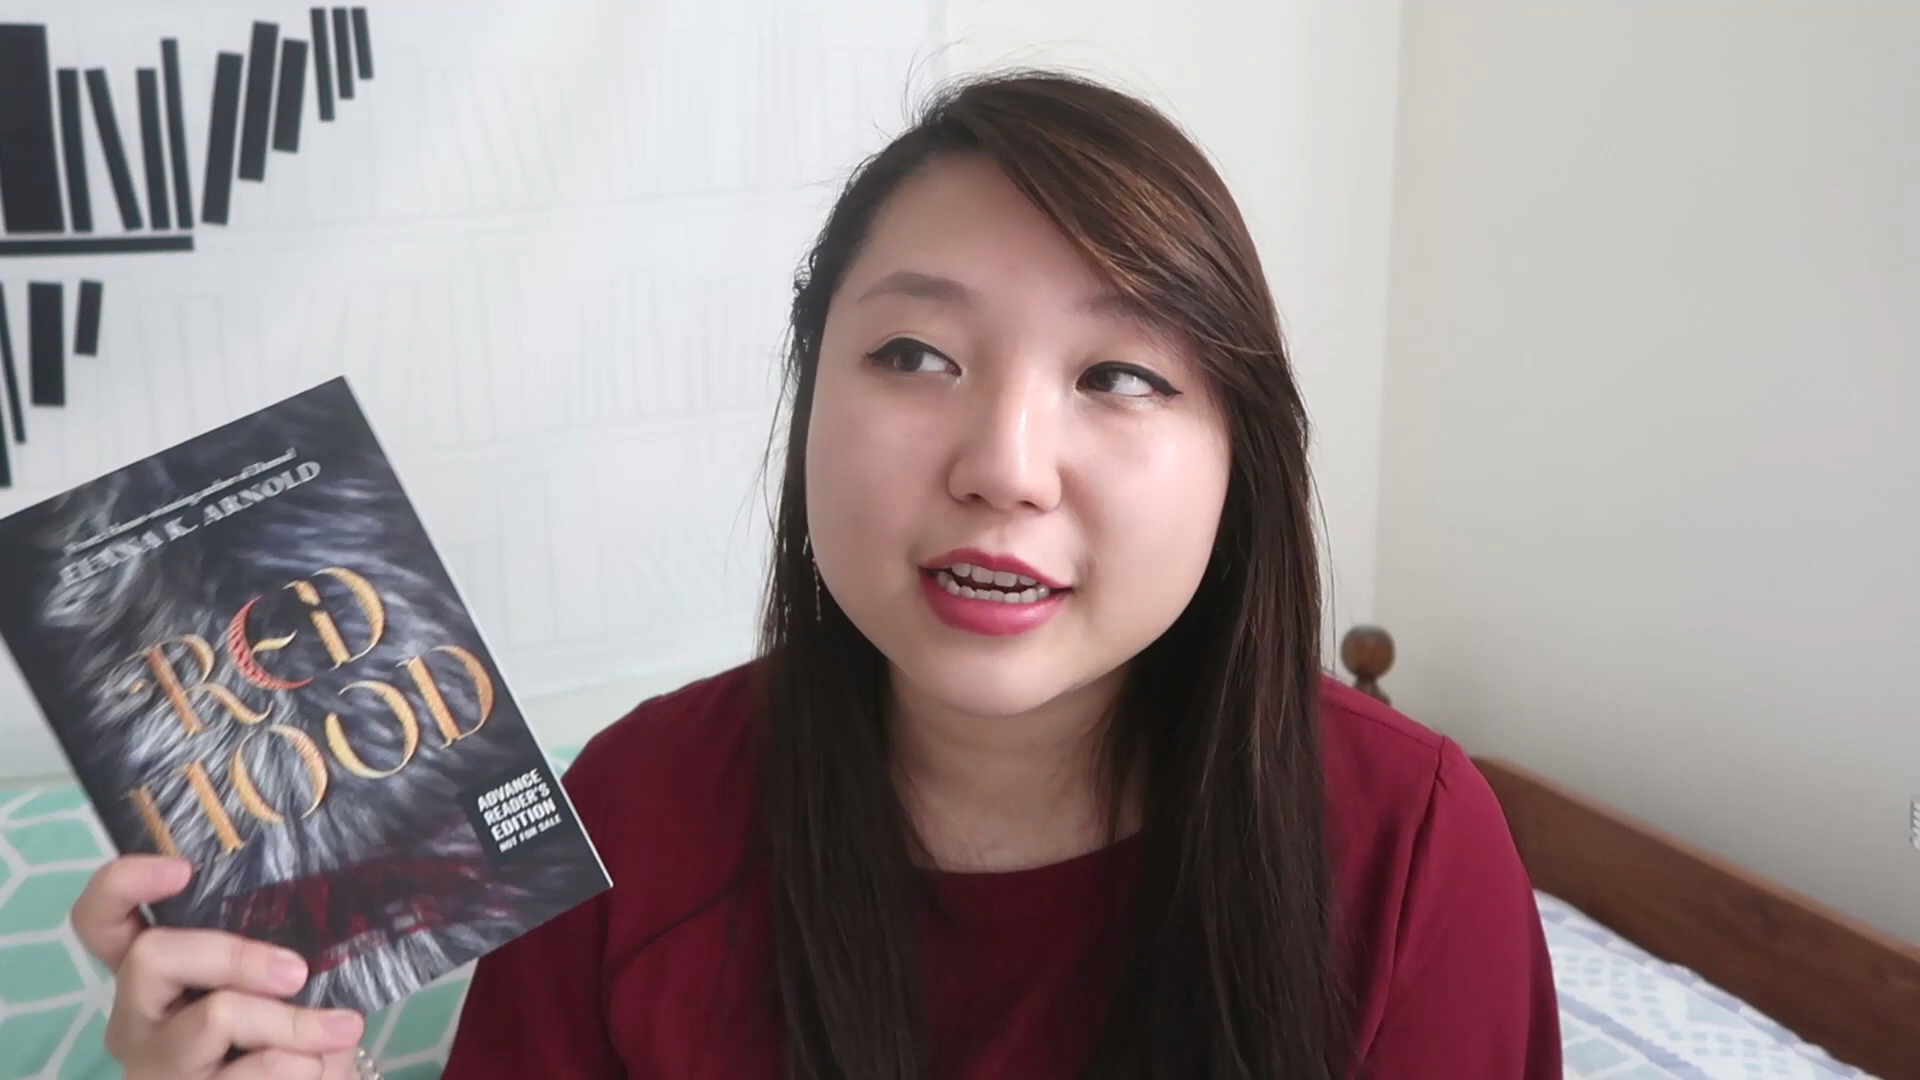 ELANA K. ARNOLD
RED
HOOD
ADVANCE
READER'S
EDITION
NOT FOR SALE